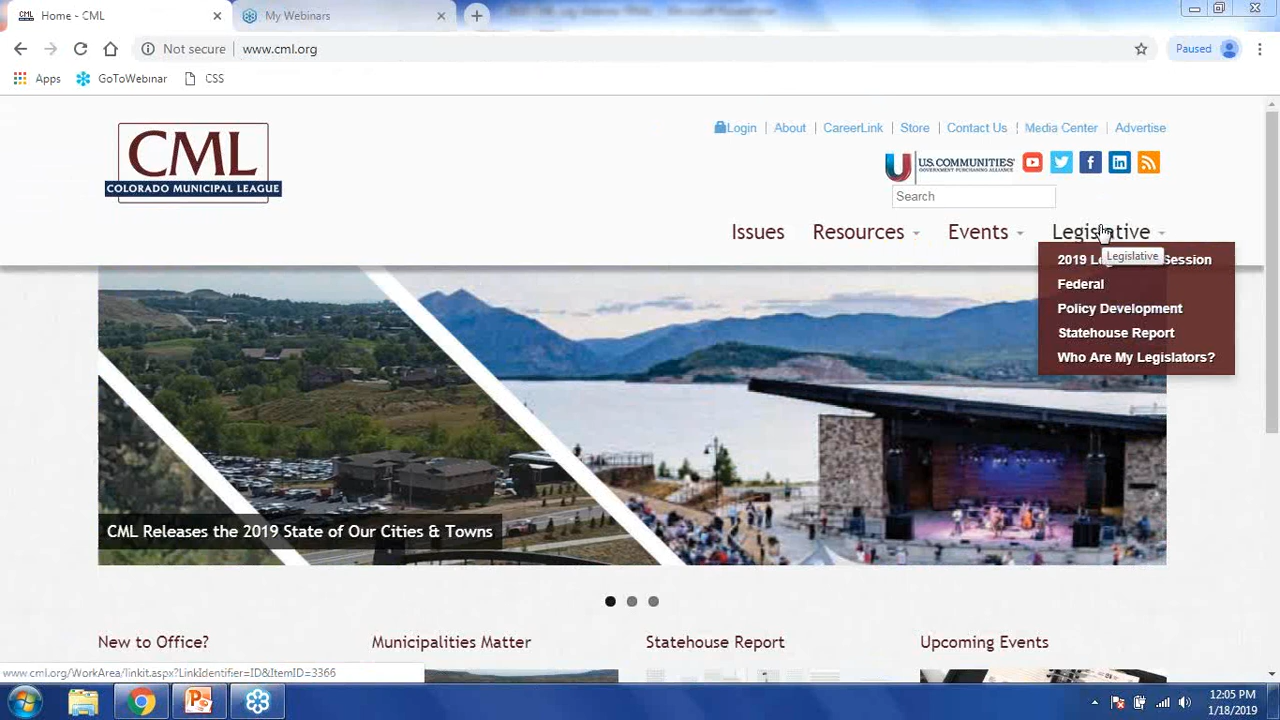 Home - CML
My Webinars
Not secure
www.cml.org
Paused
Apps
GoToWebinar
CSS
CML
COLORADO MUNICIPAL LEAGUE
Login | About | CareerLink | Store | Contact Us | Media Center | Advertise
U.S. COMMUNITIES
GOVERNMENT PURCHASING ALLIANCE
Search
Issues Resources Events Legislative
2019 Session
Legislative
Federal
Policy Development
Statehouse Report
Who Are My Legislators?
CML Releases the 2019 State of Our Cities & Towns
New to Office? Municipalities Matter Statehouse Report Upcoming Events
www.cml.org/WorkArea/linkit.aspx?LinkIdentifier=ID&ItemID=3366
12:05 PM
1/18/2019